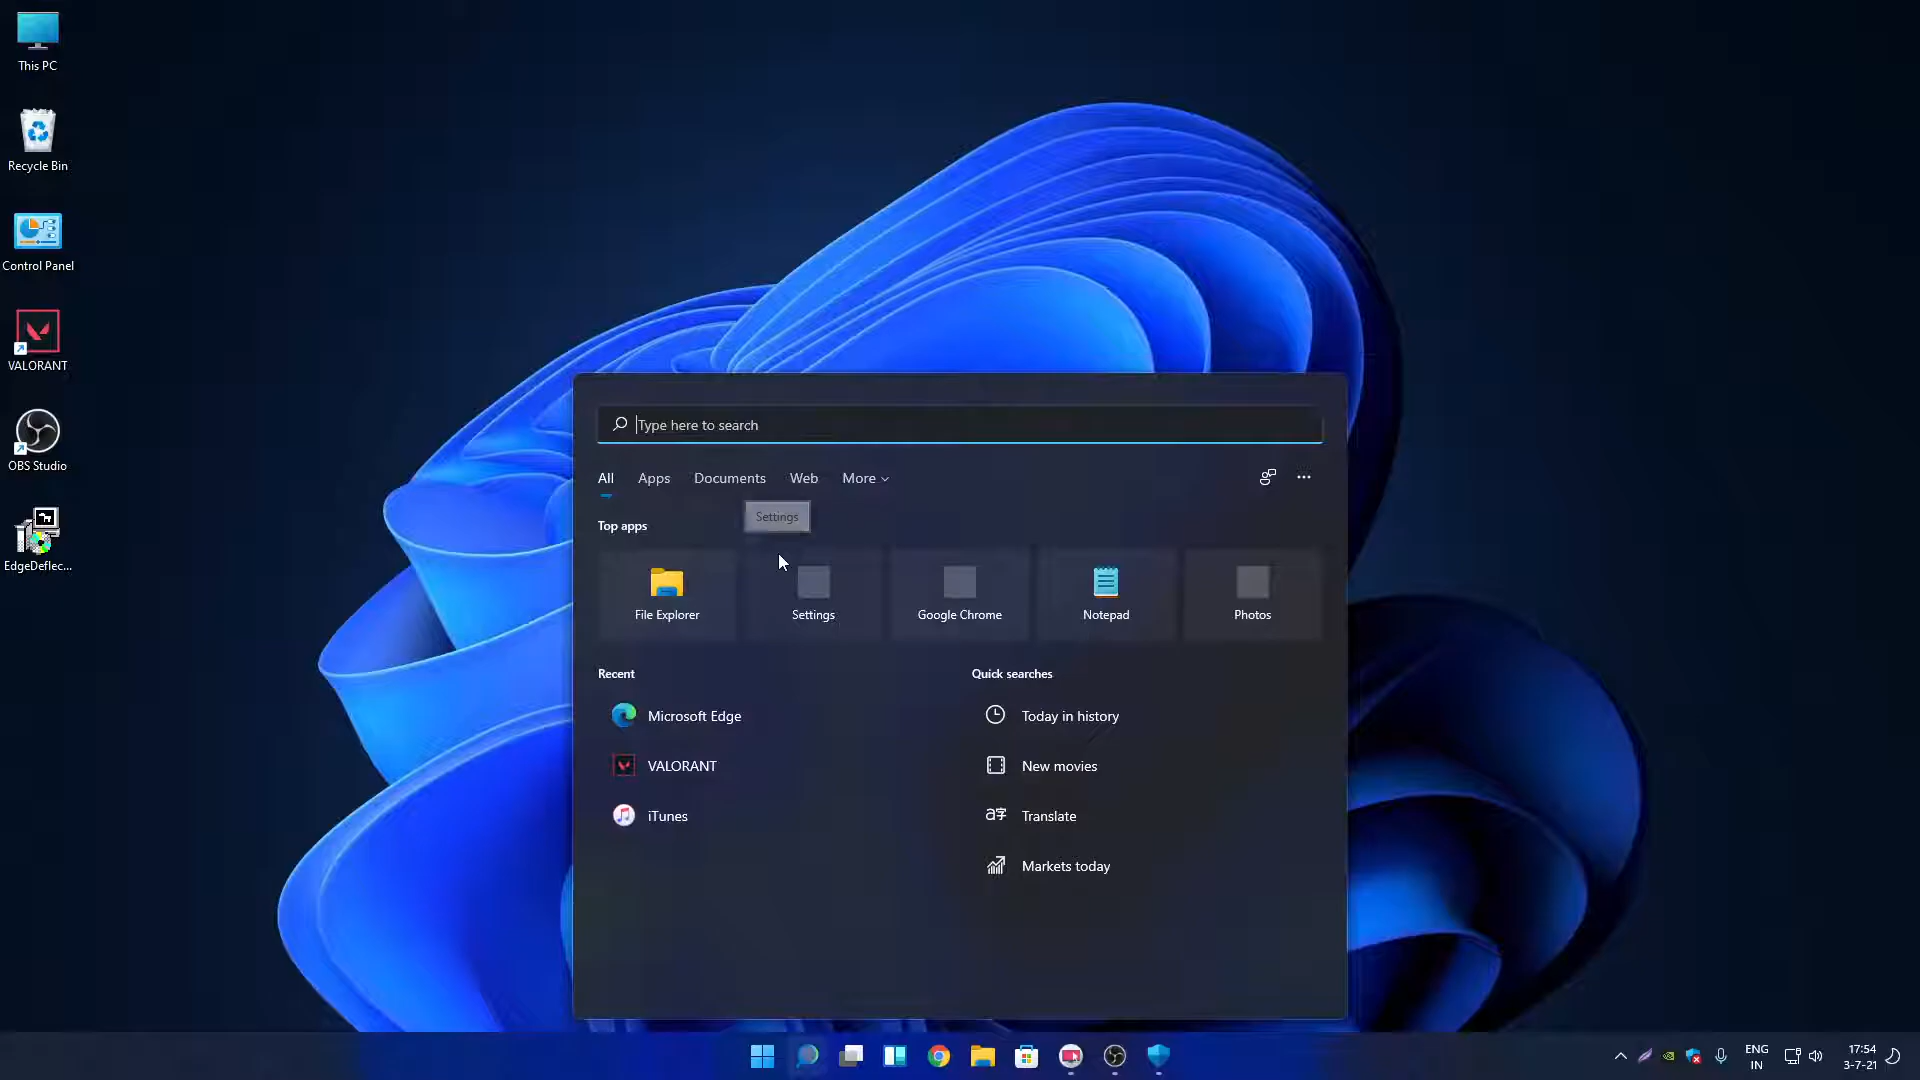 This PC
Recycle Bin
Control Panel
VALORANT
OBS Studio
EdgeDeflec...
Type here to search
All Apps Documents Web More
Settings
Top apps
File Explorer
Settings
Google Chrome
Notepad
Photos
Recent
Microsoft Edge
VALORANT
iTunes
Quick searches
Today in history
New movies
Translate
Markets today
ENG
IN
17:54
3-7-21